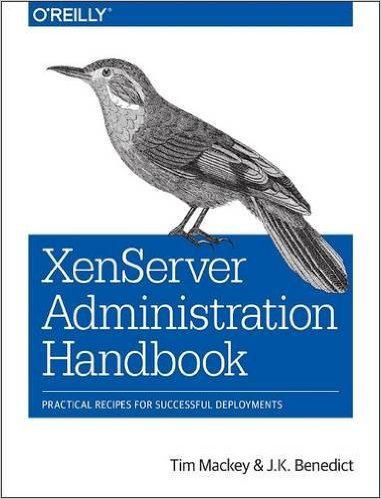 O'REILLY®
XenServer
Administration
Handbook
PRACTICAL RECIPES FOR SUCCESSFUL DEPLOYMENTS
Tim Mackey & J.K. Benedict